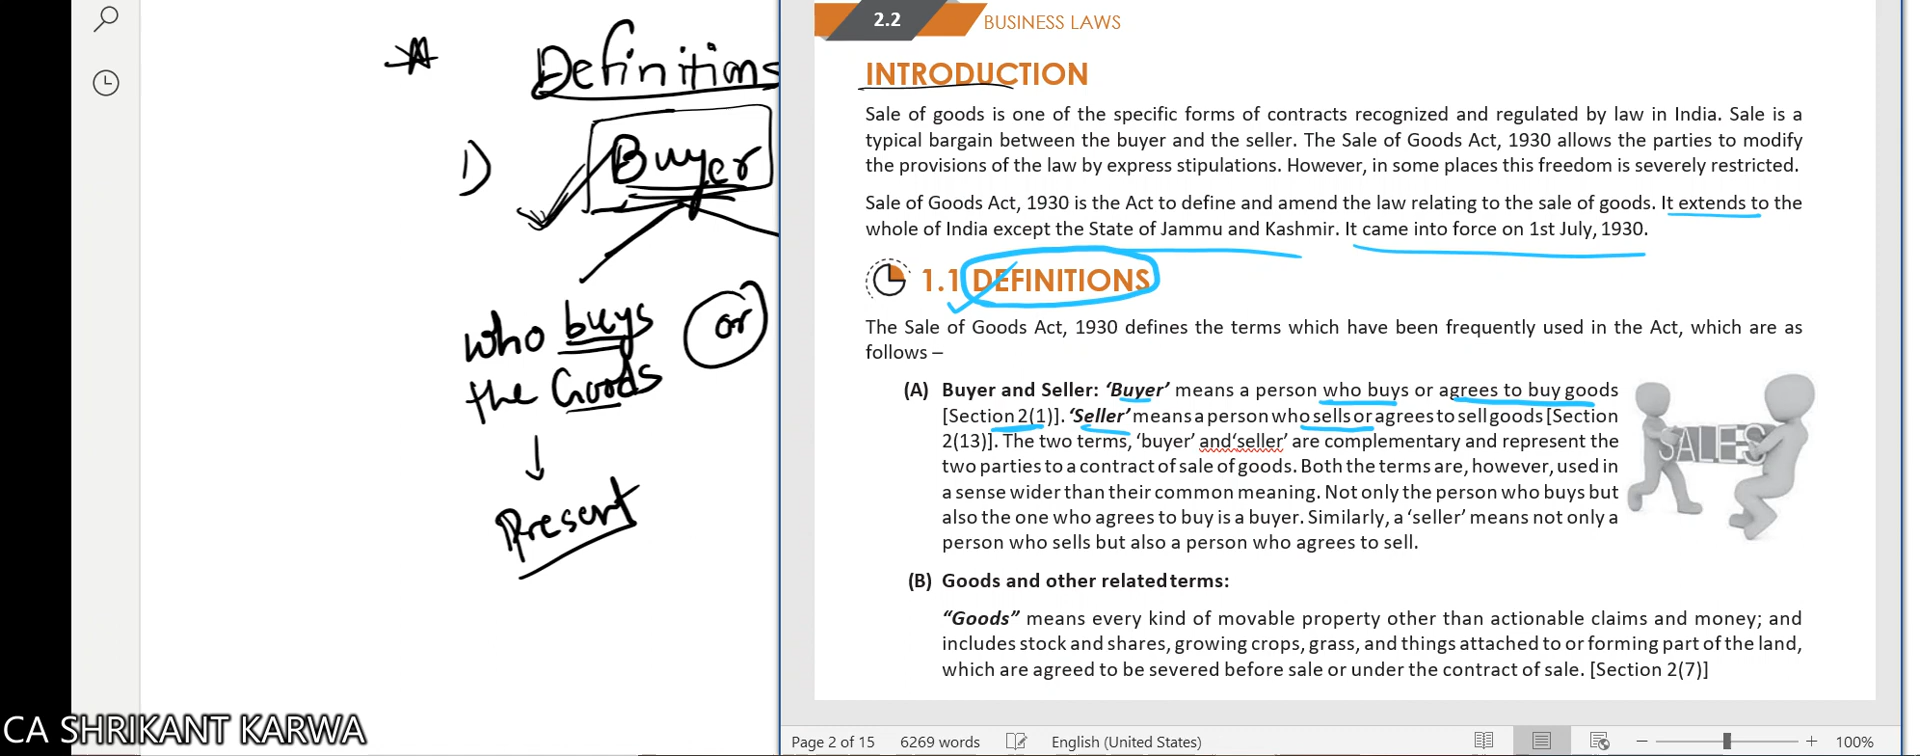 Definitions
1) Buyer
who buys or
the Goods
Present
CA SHRIKANT KARWA
2.2 BUSINESS LAWS
INTRODUCTION
Sale of goods is one of the specific forms of contracts recognized and regulated by law in India. Sale is a
typical bargain between the buyer and the seller. The Sale of Goods Act, 1930 allows the parties to modify
the provisions of the law by express stipulations. However, in some places this freedom is severely restricted.
Sale of Goods Act, 1930 is the Act to define and amend the law relating to the sale of goods. It extends to the
whole of India except the State of Jammu and Kashmir. It came into force on 1st July, 1930.
1.1 DEFINITIONS
The Sale of Goods Act, 1930 defines the terms which have been frequently used in the Act, which are as
follows –
(A) Buyer and Seller: ‘Buyer’ means a person who buys or agrees to buy goods
[Section 2(1)]. ‘Seller’ means a person who sells or agrees to sell goods [Section
2(13)]. The two terms, ‘buyer’ and‘seller’ are complementary and represent the
two parties to a contract of sale of goods. Both the terms are, however, used in
a sense wider than their common meaning. Not only the person who buys but
also the one who agrees to buy is a buyer. Similarly, a ‘seller’ means not only a
person who sells but also a person who agrees to sell.
SALES
(B) Goods and other related terms:
“Goods” means every kind of movable property other than actionable claims and money; and
includes stock and shares, growing crops, grass, and things attached to or forming part of the land,
which are agreed to be severed before sale or under the contract of sale. [Section 2(7)]
Page 2 of 15 6269 words English (United States) 100%